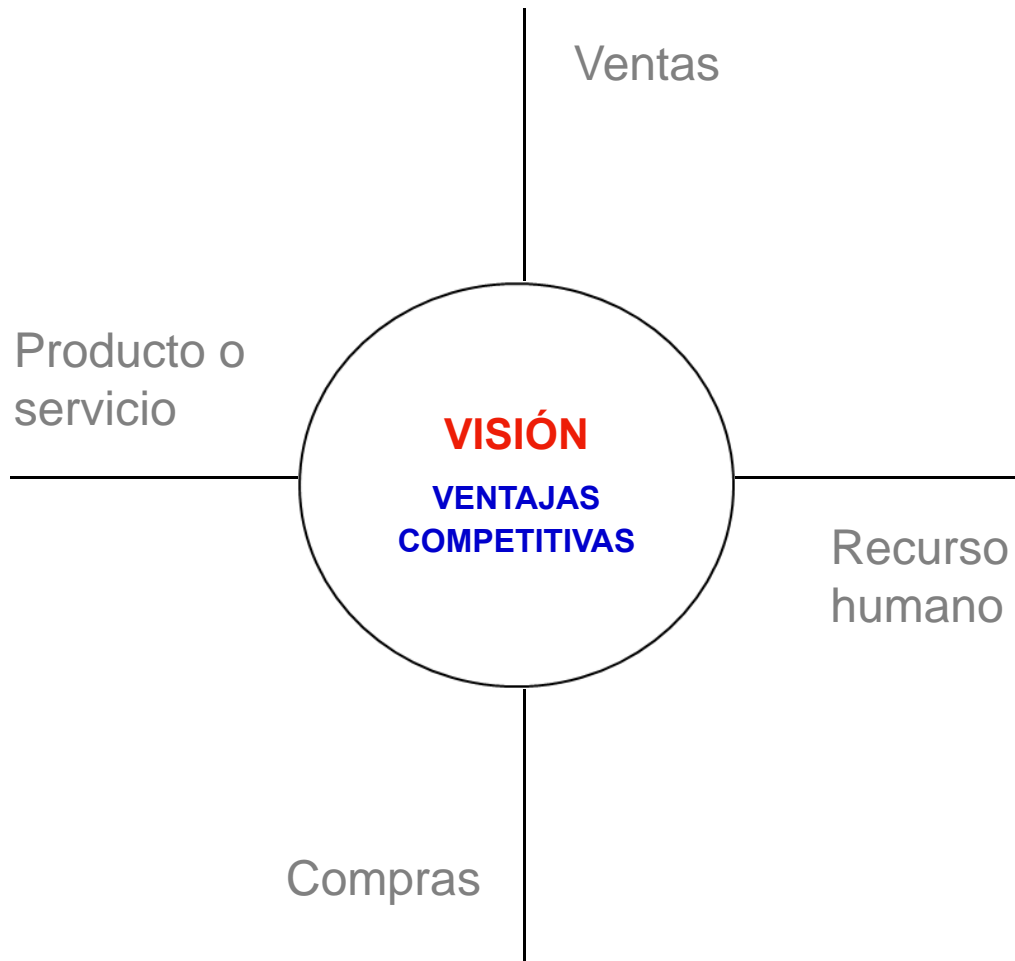 Ventas
Producto o
servicio
VISIÓN
VENTAJAS
COMPETITIVAS
Recurso
humano
Compras